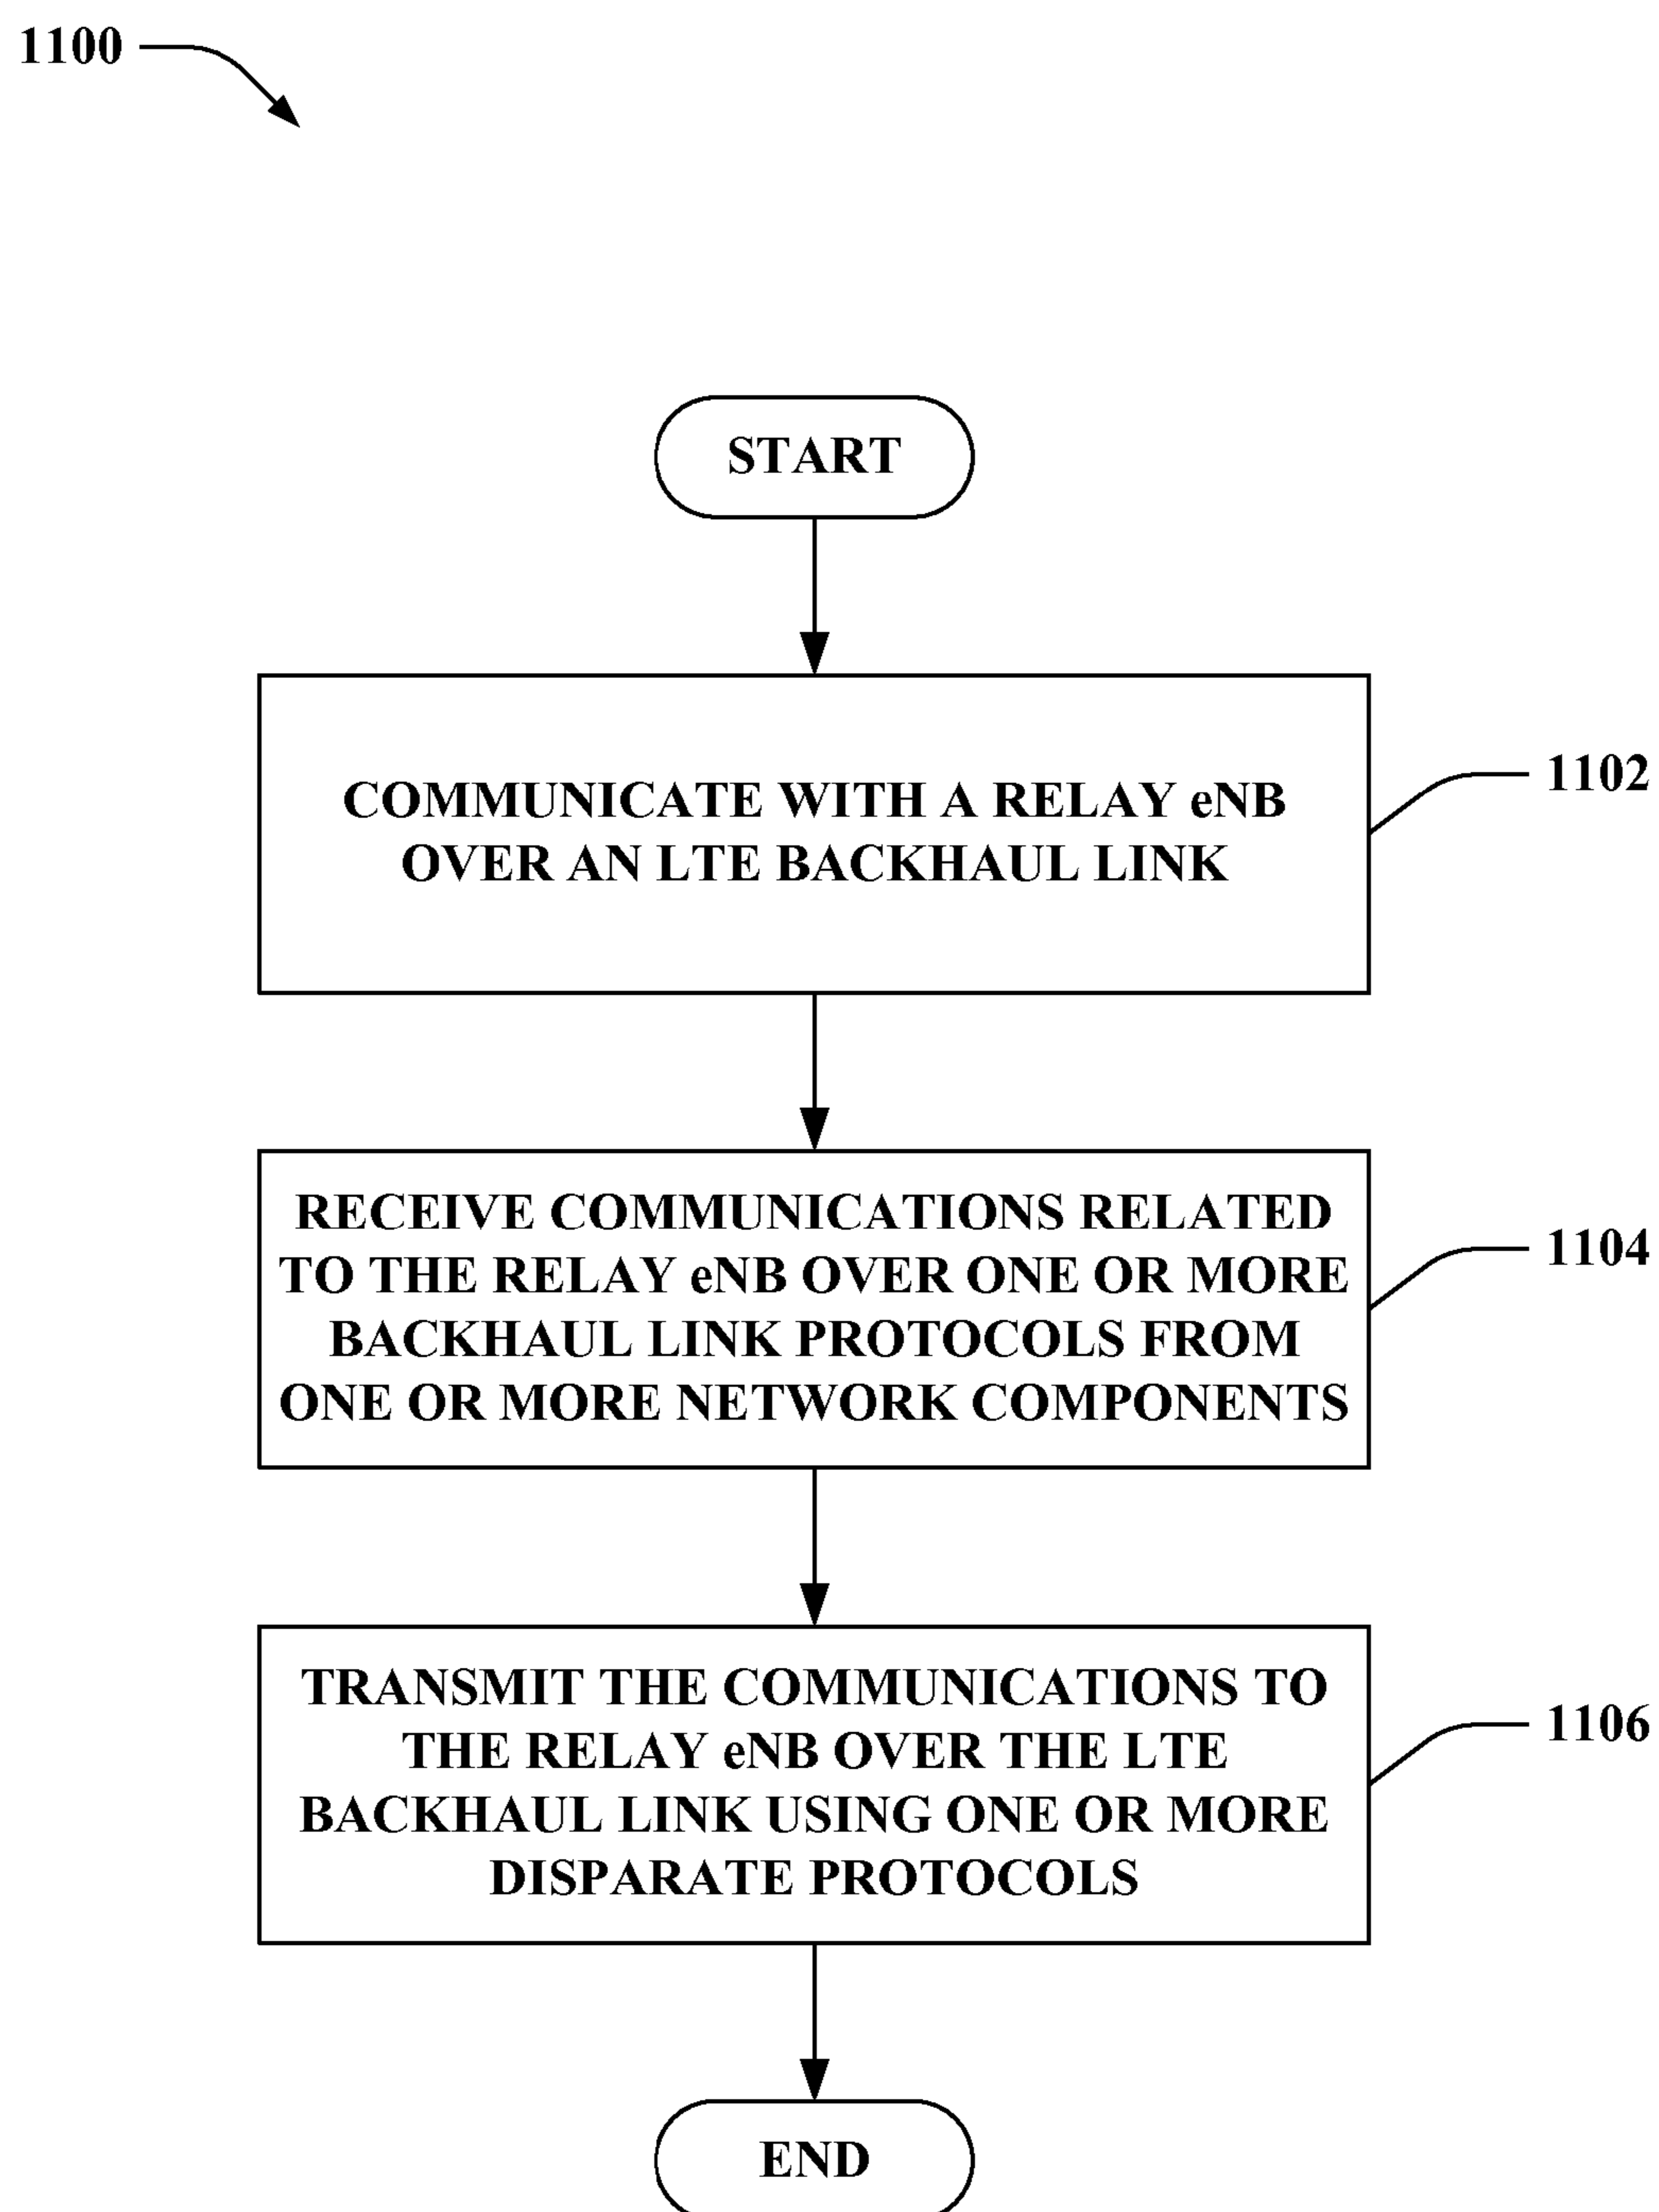 1100
START
COMMUNICATE WITH A RELAY eNB
OVER AN LTE BACKHAUL LINK
1102
RECEIVE COMMUNICATIONS RELATED
TO THE RELAY eNB OVER ONE OR MORE
BACKHAUL LINK PROTOCOLS FROM
ONE OR MORE NETWORK COMPONENTS
1104
TRANSMIT THE COMMUNICATIONS TO
THE RELAY eNB OVER THE LTE
BACKHAUL LINK USING ONE OR MORE
DISPARATE PROTOCOLS
1106
END